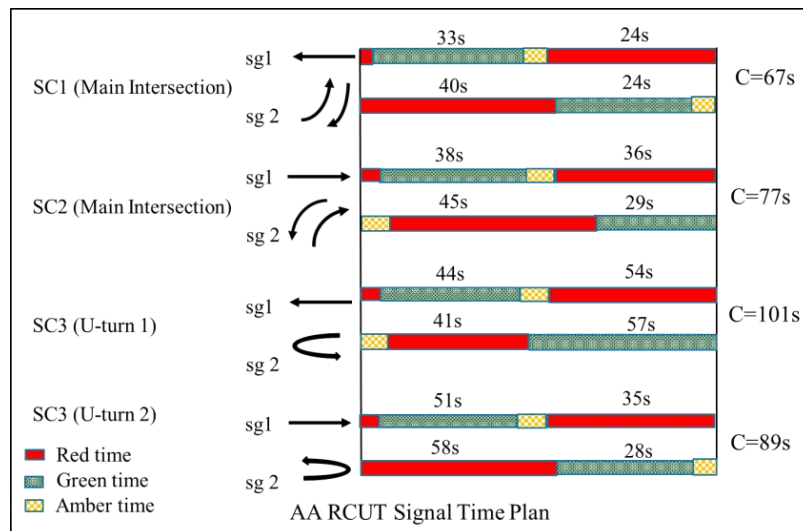 33s 24s
sg1
SC1 (Main Intersection) C=67s
40s 24s
sg 2
38s 36s
sg1
SC2 (Main Intersection) C=77s
45s 29s
sg 2
44s 54s
sg1
SC3 (U-turn 1) C=101s
41s 57s
sg 2
51s 35s
SC3 (U-turn 2) sg1
C=89s
Red time 58s 28s
Green time sg 2
Amber time AA RCUT Signal Time Plan